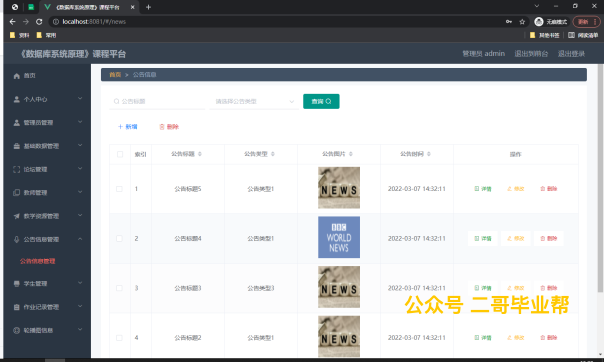 《数据库系统原理》课程平台
localhost:8081/#/news
无痕模式
更新
资料
常用
其他书签
阅读清单
《数据库系统原理》课程平台
管理员 admin
退出到前台
退出登录
首页
个人中心
管理员管理
基础数据管理
论坛管理
教师管理
教学资源管理
公告信息管理
公告信息管理
学生管理
作业记录管理
轮播图信息
首页 > 公告信息
公告标题
请选择公告类型
查询
+ 新增
删除
索引 公告标题 公告类型 公告图片 公告时间 操作
1 公告标题5 公告类型1 NEWS 2022-03-07 14:32:11 详情 修改 删除
2 公告标题4 公告类型1 BBC WORLD NEWS 2022-03-07 14:32:11 详情 修改 删除
3 公告标题3 公告类型3 NEWS 2022-03-07 14:32:11 详情 修改 删除
公众号 二哥毕业帮
4 公告标题2 公告类型1 NEWS 2022-03-07 14:32:11 详情 修改 删除